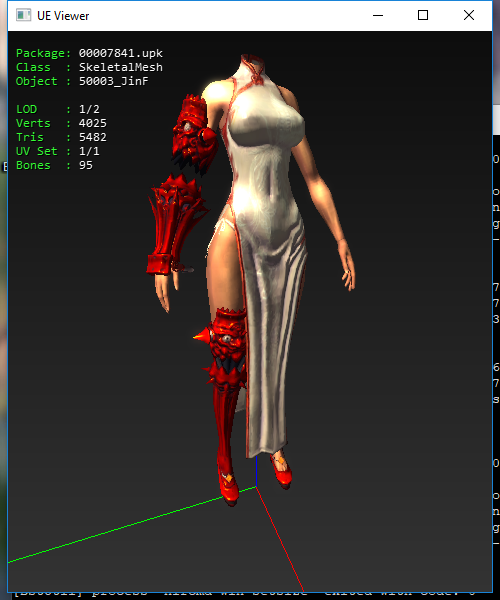 UE Viewer
Package: 00007841.upk
Class  : SkeletalMesh
Object : 50003_JinF
LOD    : 1/2
Verts  : 4025
Tris   : 5482
UV Set : 1/1
Bones  : 95